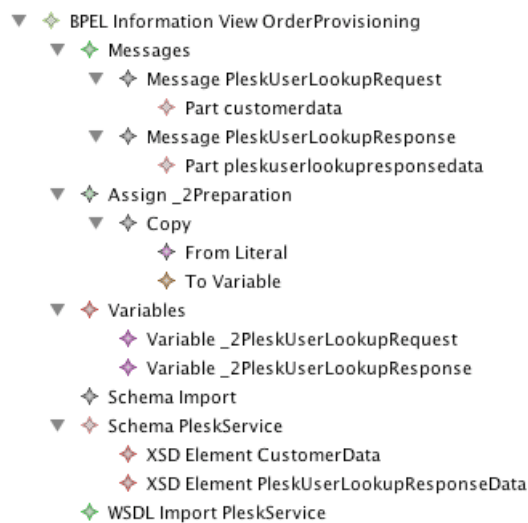 BPEL Information View OrderProvisioning
Messages
Message PleskUserLookupRequest
Part customerdata
Message PleskUserLookupResponse
Part pleskuserlookupresponsedata
Assign _2Preparation
Copy
From Literal
To Variable
Variables
Variable _2PleskUserLookupRequest
Variable _2PleskUserLookupResponse
Schema Import
Schema PleskService
XSD Element CustomerData
XSD Element PleskUserLookupResponseData
WSDL Import PleskService